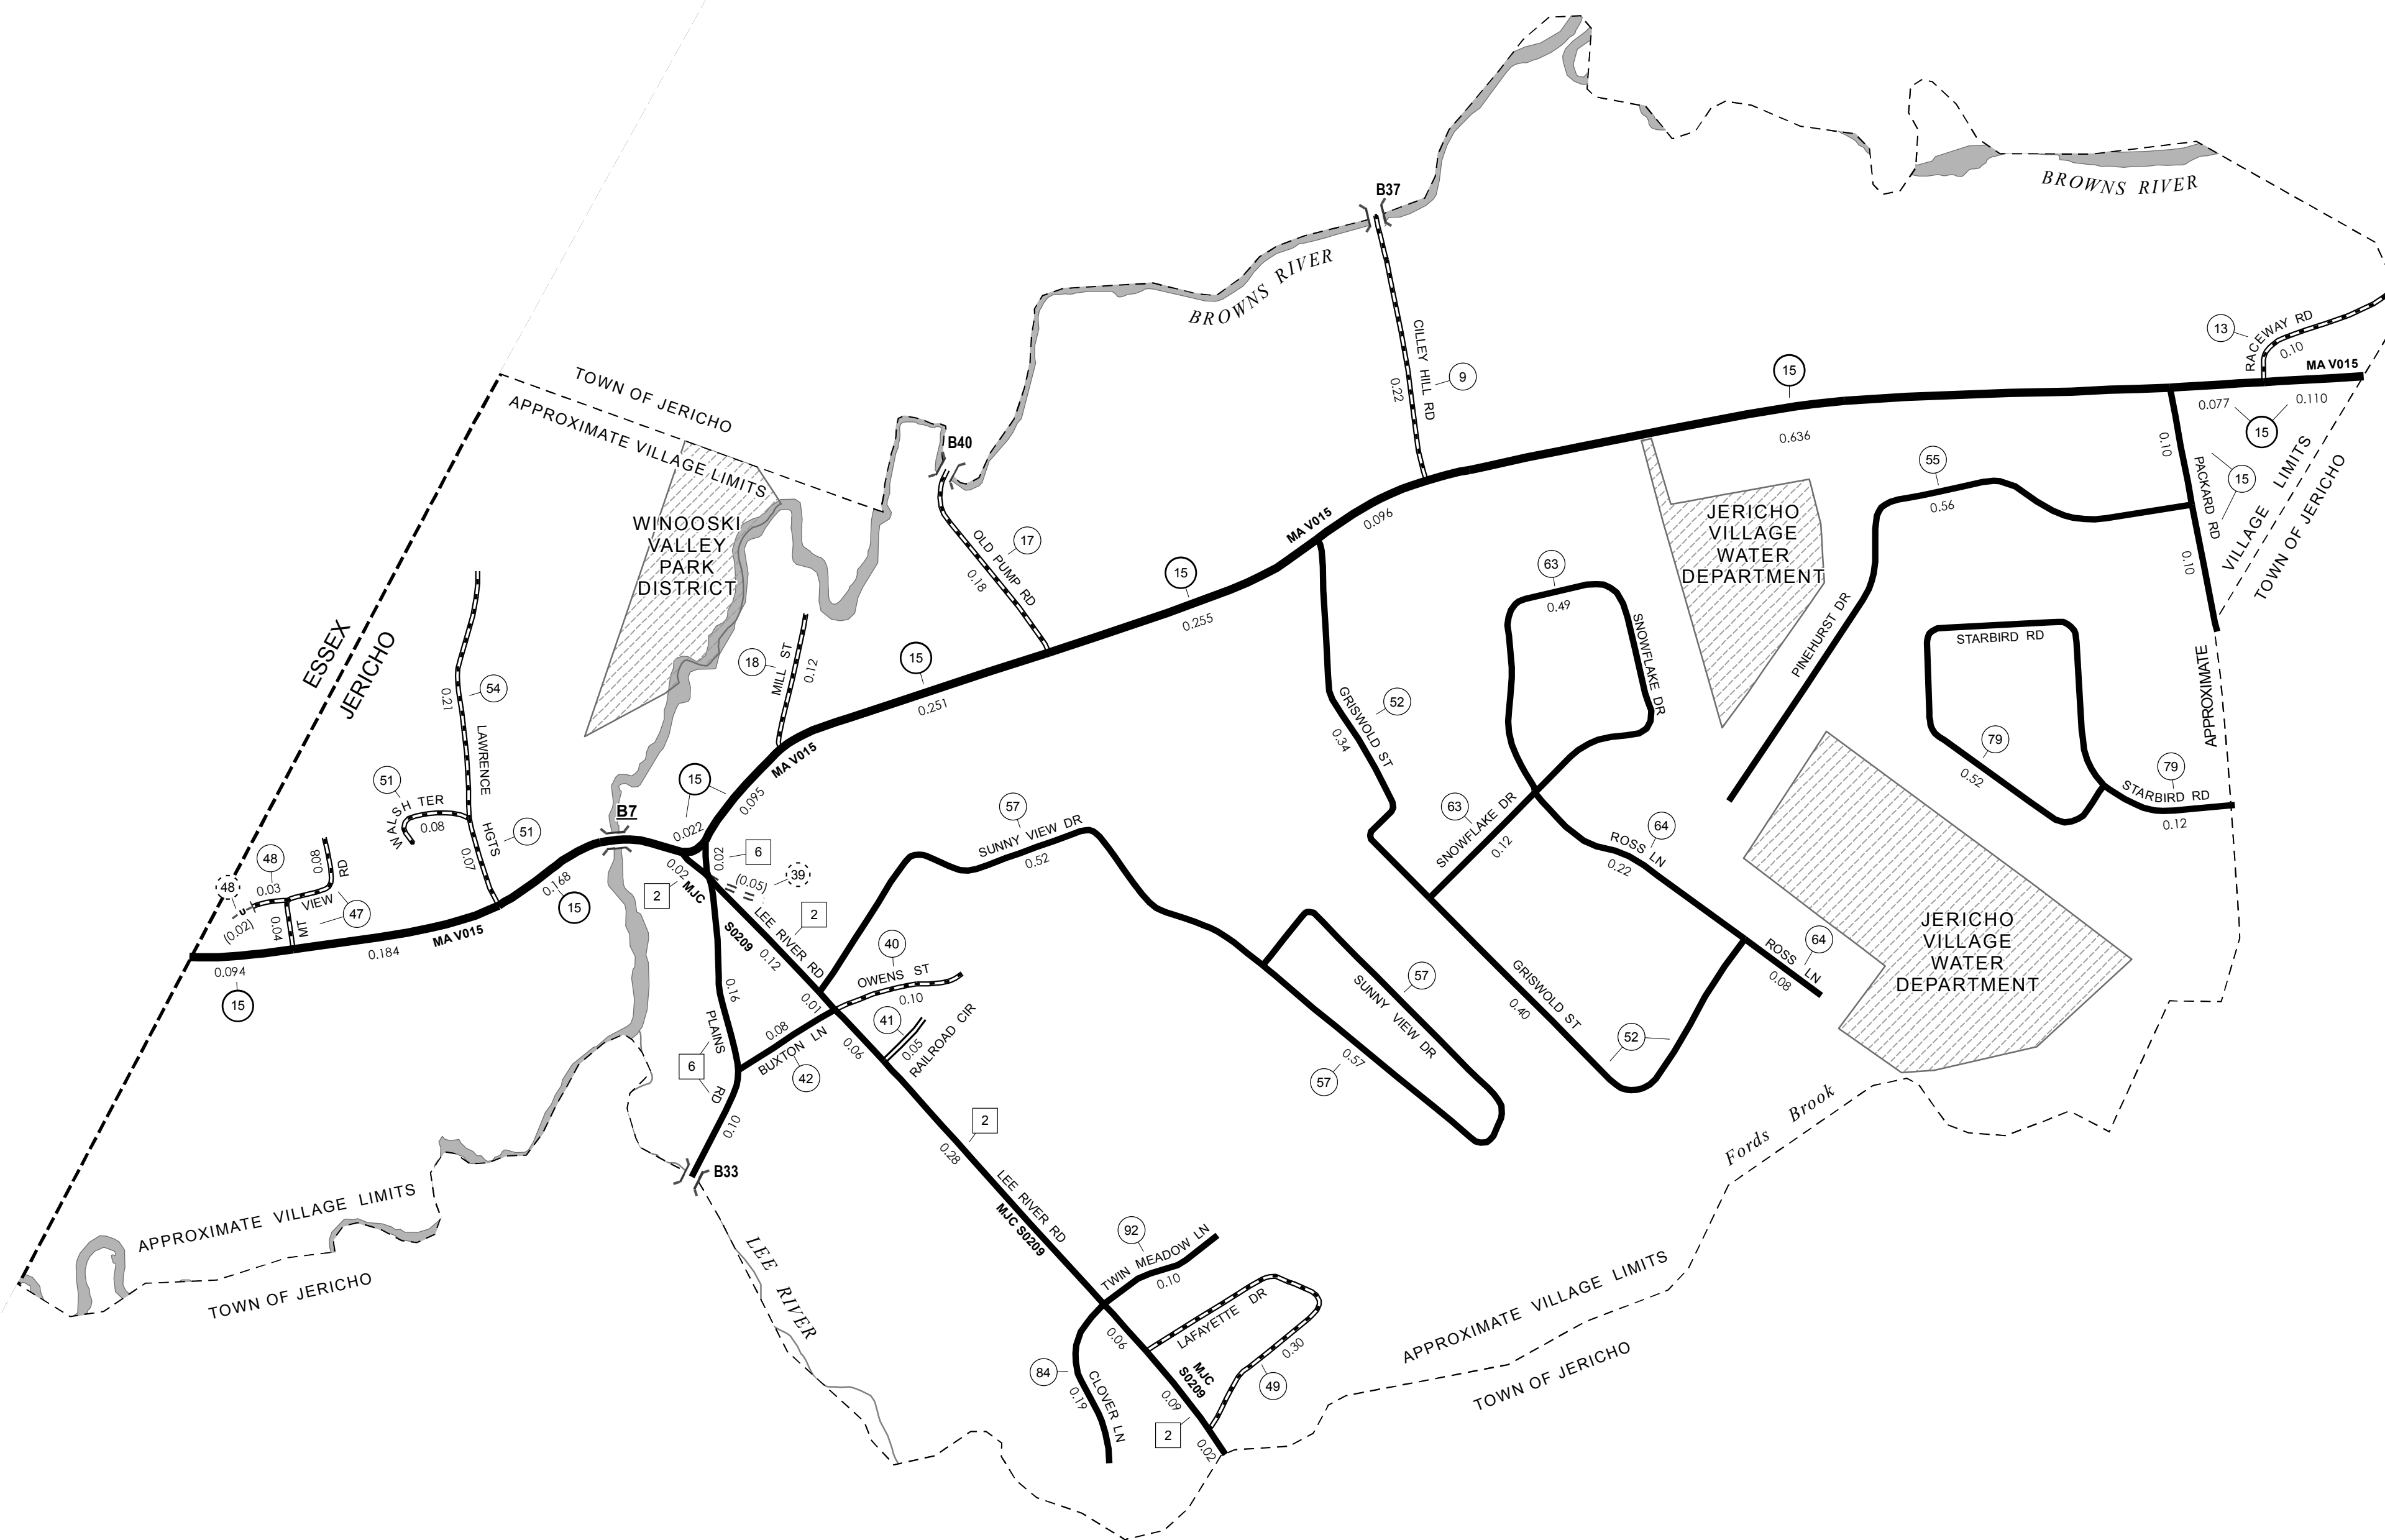 B37
BROWNS RIVER
BROWNS RIVER
13
RACEWAY RD
0.10
MA V015
CILLEY HILL RD
0.22
9
15
0.636
0.077
0.110
15
TOWN OF JERICHO
APPROXIMATE VILLAGE LIMITS
B40
WINOOSKI
VALLEY
PARK
DISTRICT
OLD PUMP RD
17
0.18
MA V015
0.096
JERICHO
VILLAGE
WATER
DEPARTMENT
55
0.56
0.10
PACKARD RD
15
0.10
VILLAGE LIMITS
TOWN OF JERICHO
APPROXIMATE
ESSEX
JERICHO
15
0.255
15
0.251
18
MILL ST
0.12
MA V015
63
0.49
SNOWFLAKE DR
PINEHURST DR
STARBIRD RD
79
0.52
79
STARBIRD RD
0.12
54
0.21
LAWRENCE
HGTS
51
WALSH TER
0.08
51
0.07
B7
15
0.022
0.095
GRISWOLD ST
52
0.34
63
SNOWFLAKE DR
0.12
64
ROSS LN
0.22
ROSS LN
64
0.08
48
48
0.03
(0.02)
0.08
RD
VIEW
MT
0.04
47
0.094
15
0.184
MA V015
0.168
15
6
0.02
0.02
2
MJC
(0.05)
39
S0209
LEE RIVER RD
2
0.12
57
SUNNY VIEW DR
0.52
40
OWENS ST
0.10
0.01
0.16
PLAINS
RD
6
0.08
BUXTON LN
42
0.06
41
0.05
RAILROAD CIR
0.10
B33
57
SUNNY VIEW DR
0.57
57
GRISWOLD ST
0.40
52
JERICHO
VILLAGE
WATER
DEPARTMENT
Fords Brook
2
0.28
LEE RIVER RD
MJC S0209
APPROXIMATE VILLAGE LIMITS
TOWN OF JERICHO
LEE RIVER
92
TWIN MEADOW LN
0.10
0.06
LAFAYETTE DR
0.30
49
84
CLOVER LN
0.19
MJC
S0209
0.09
2
0.02
APPROXIMATE VILLAGE LIMITS
TOWN OF JERICHO